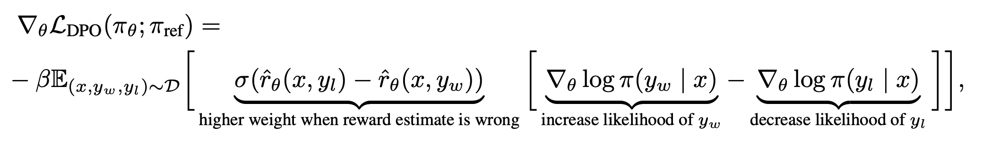 ∇_θ ℒ_DPO(π_θ; π_ref) =
− β𝔼_{(x,y_w,y_l)∼𝒟} [ σ(r̂_θ(x, y_l) − r̂_θ(x, y_w)) [ ∇_θ log π(y_w | x) − ∇_θ log π(y_l | x) ] ],
higher weight when reward estimate is wrong increase likelihood of y_w decrease likelihood of y_l